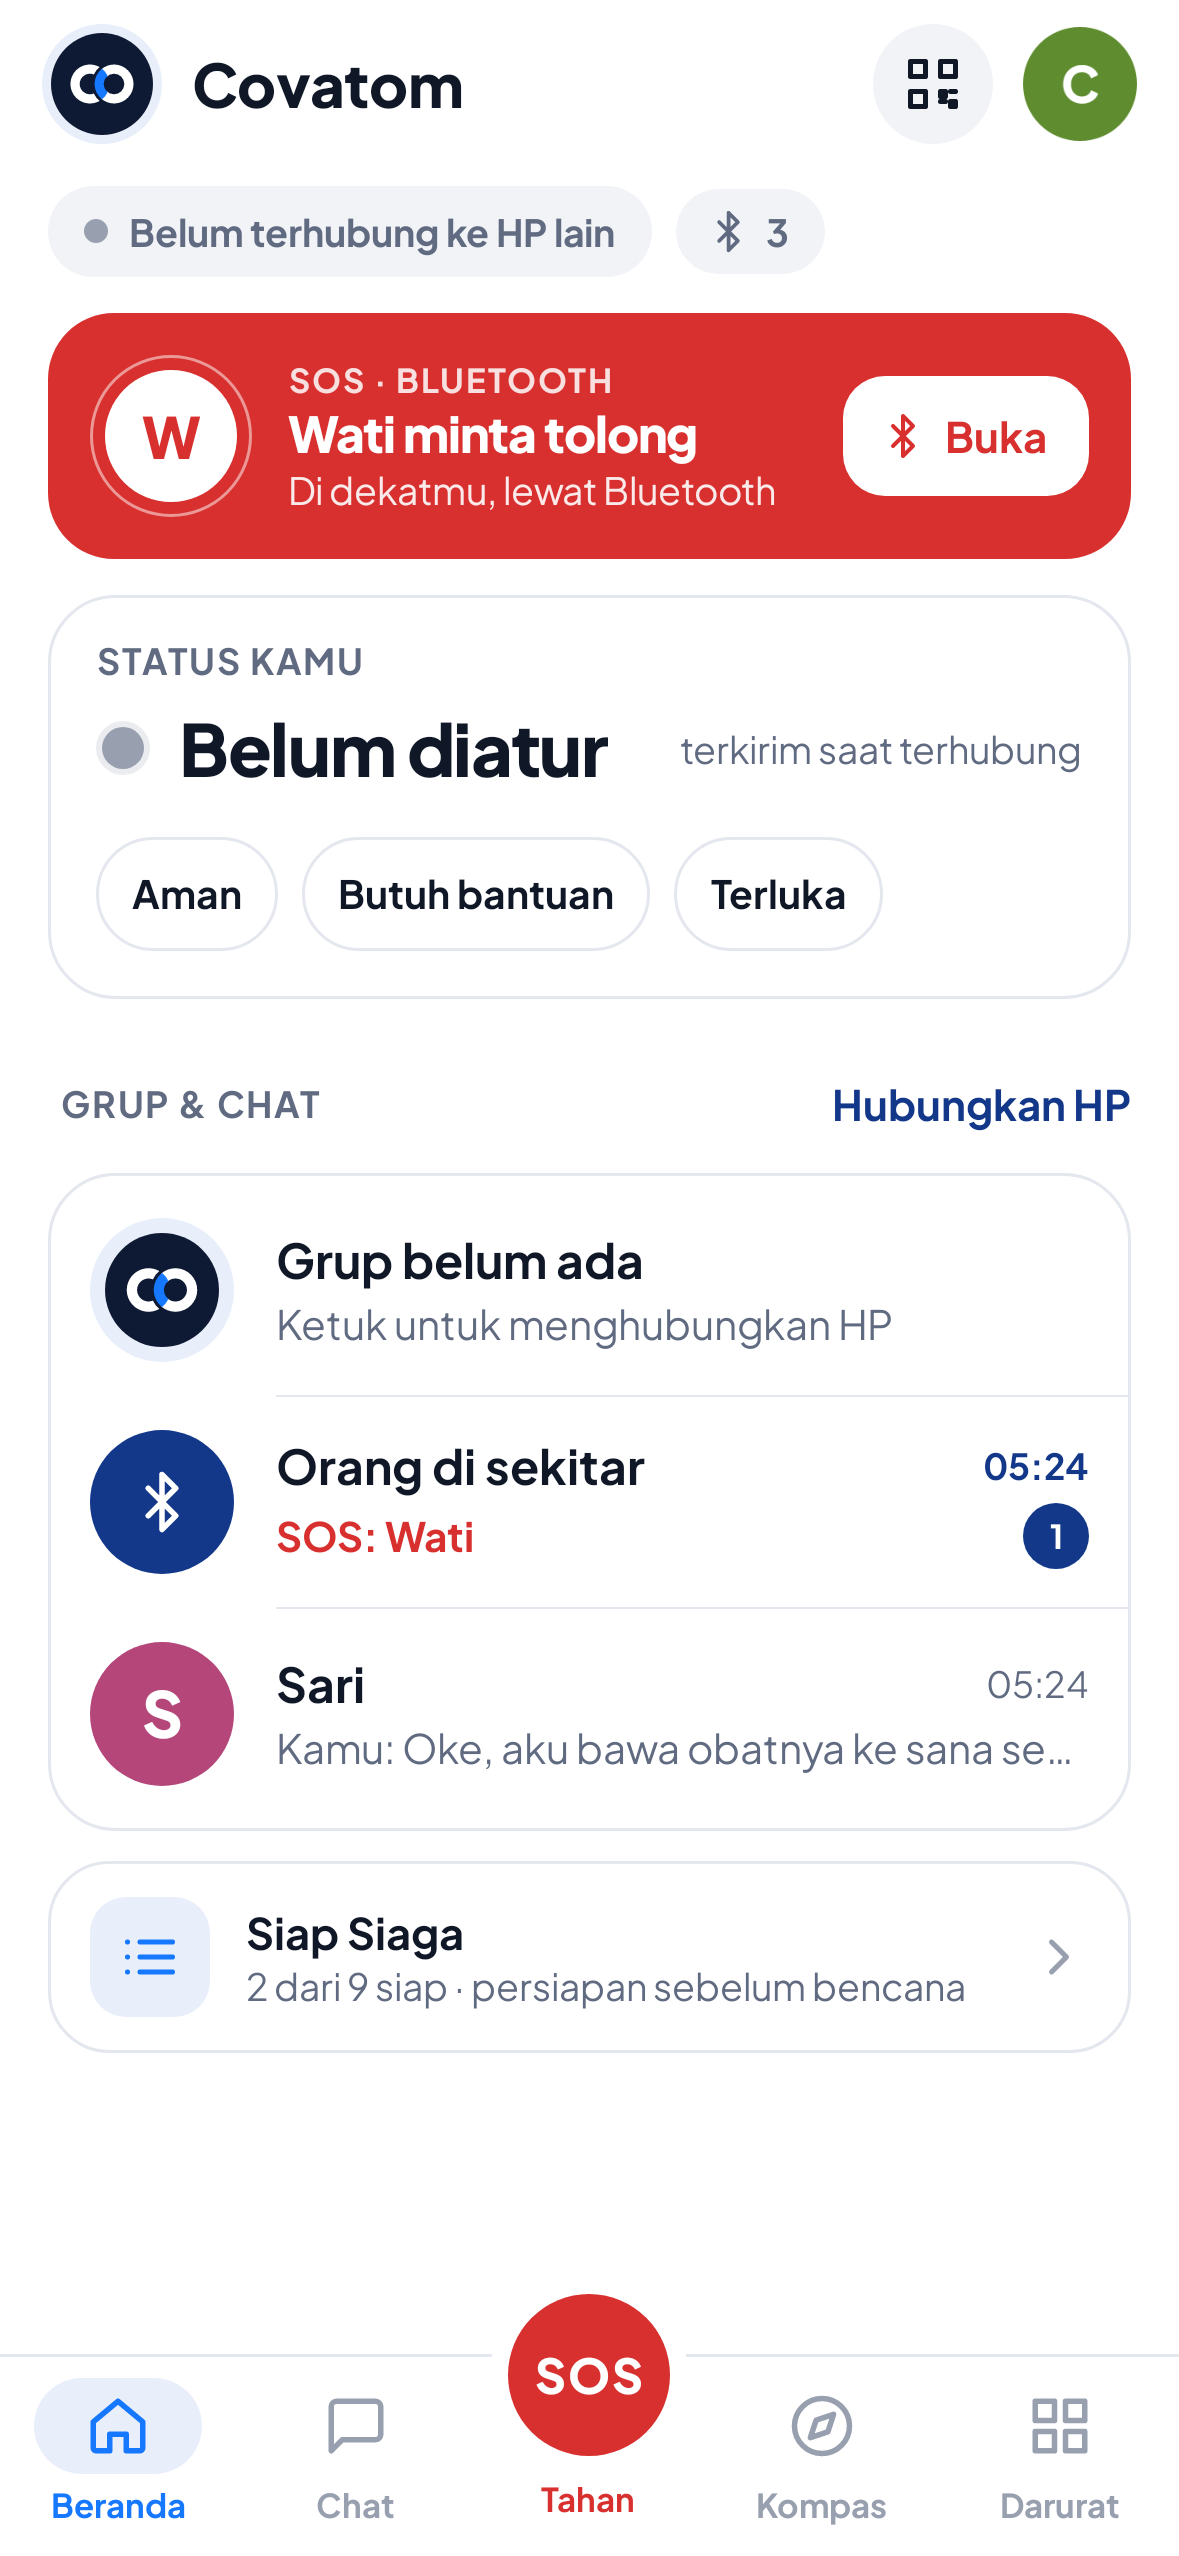 Covatom
C
Belum terhubung ke HP lain
3
SOS · BLUETOOTH
W
Wati minta tolong
Di dekatmu, lewat Bluetooth
Buka
STATUS KAMU
Belum diatur
terkirim saat terhubung
Aman
Butuh bantuan
Terluka
GRUP & CHAT
Hubungkan HP
Grup belum ada
Ketuk untuk menghubungkan HP
Orang di sekitar
05:24
SOS: Wati
1
S
Sari
05:24
Kamu: Oke, aku bawa obatnya ke sana se...
Siap Siaga
2 dari 9 siap · persiapan sebelum bencana
SOS
Beranda
Chat
Tahan
Kompas
Darurat